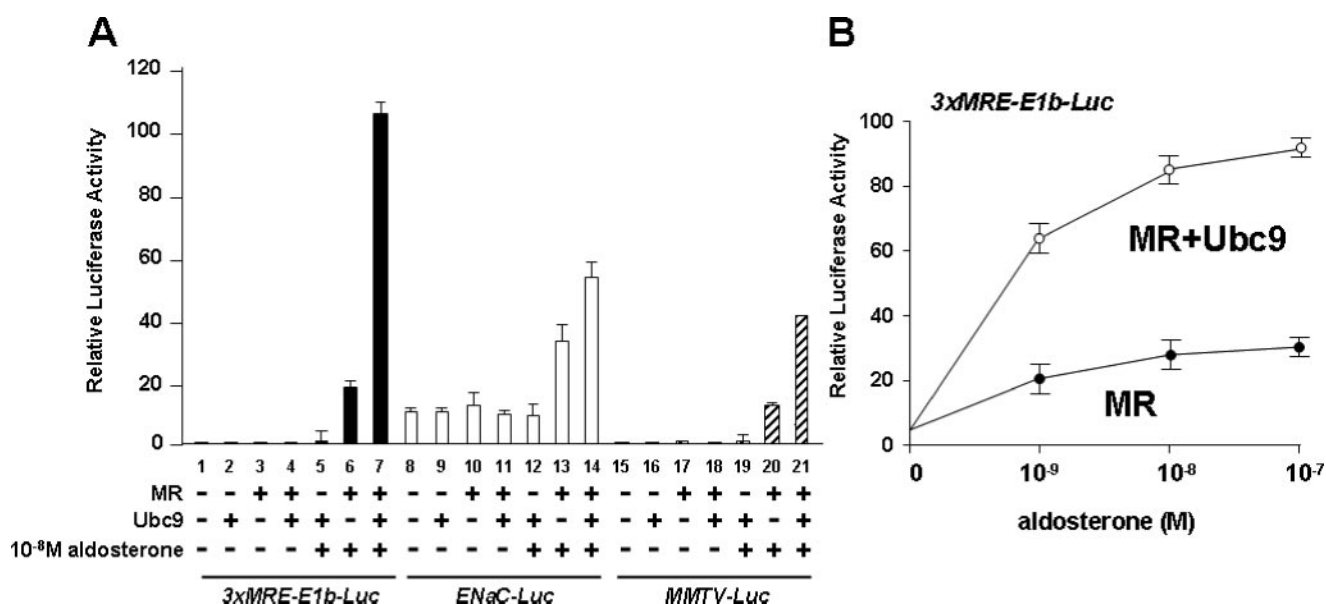 A
Relative Luciferase Activity
120
100
80
60
40
20
0
1 2 3 4 5 6 7 8 9 10 11 12 13 14 15 16 17 18 19 20 21
MR - - + + - + + - - + + - + + - - + + - + +
Ubc9 - + - + + - + - + - + + - + - + - + + - +
10⁻⁸M aldosterone - - - - + + + - - - - + + + - - - - + + +
3xMRE-E1b-Luc ENaC-Luc MMTV-Luc
B
3xMRE-E1b-Luc
Relative Luciferase Activity
100
80
60
40
20
0
MR+Ubc9
MR
0 10⁻⁹ 10⁻⁸ 10⁻⁷
aldosterone (M)